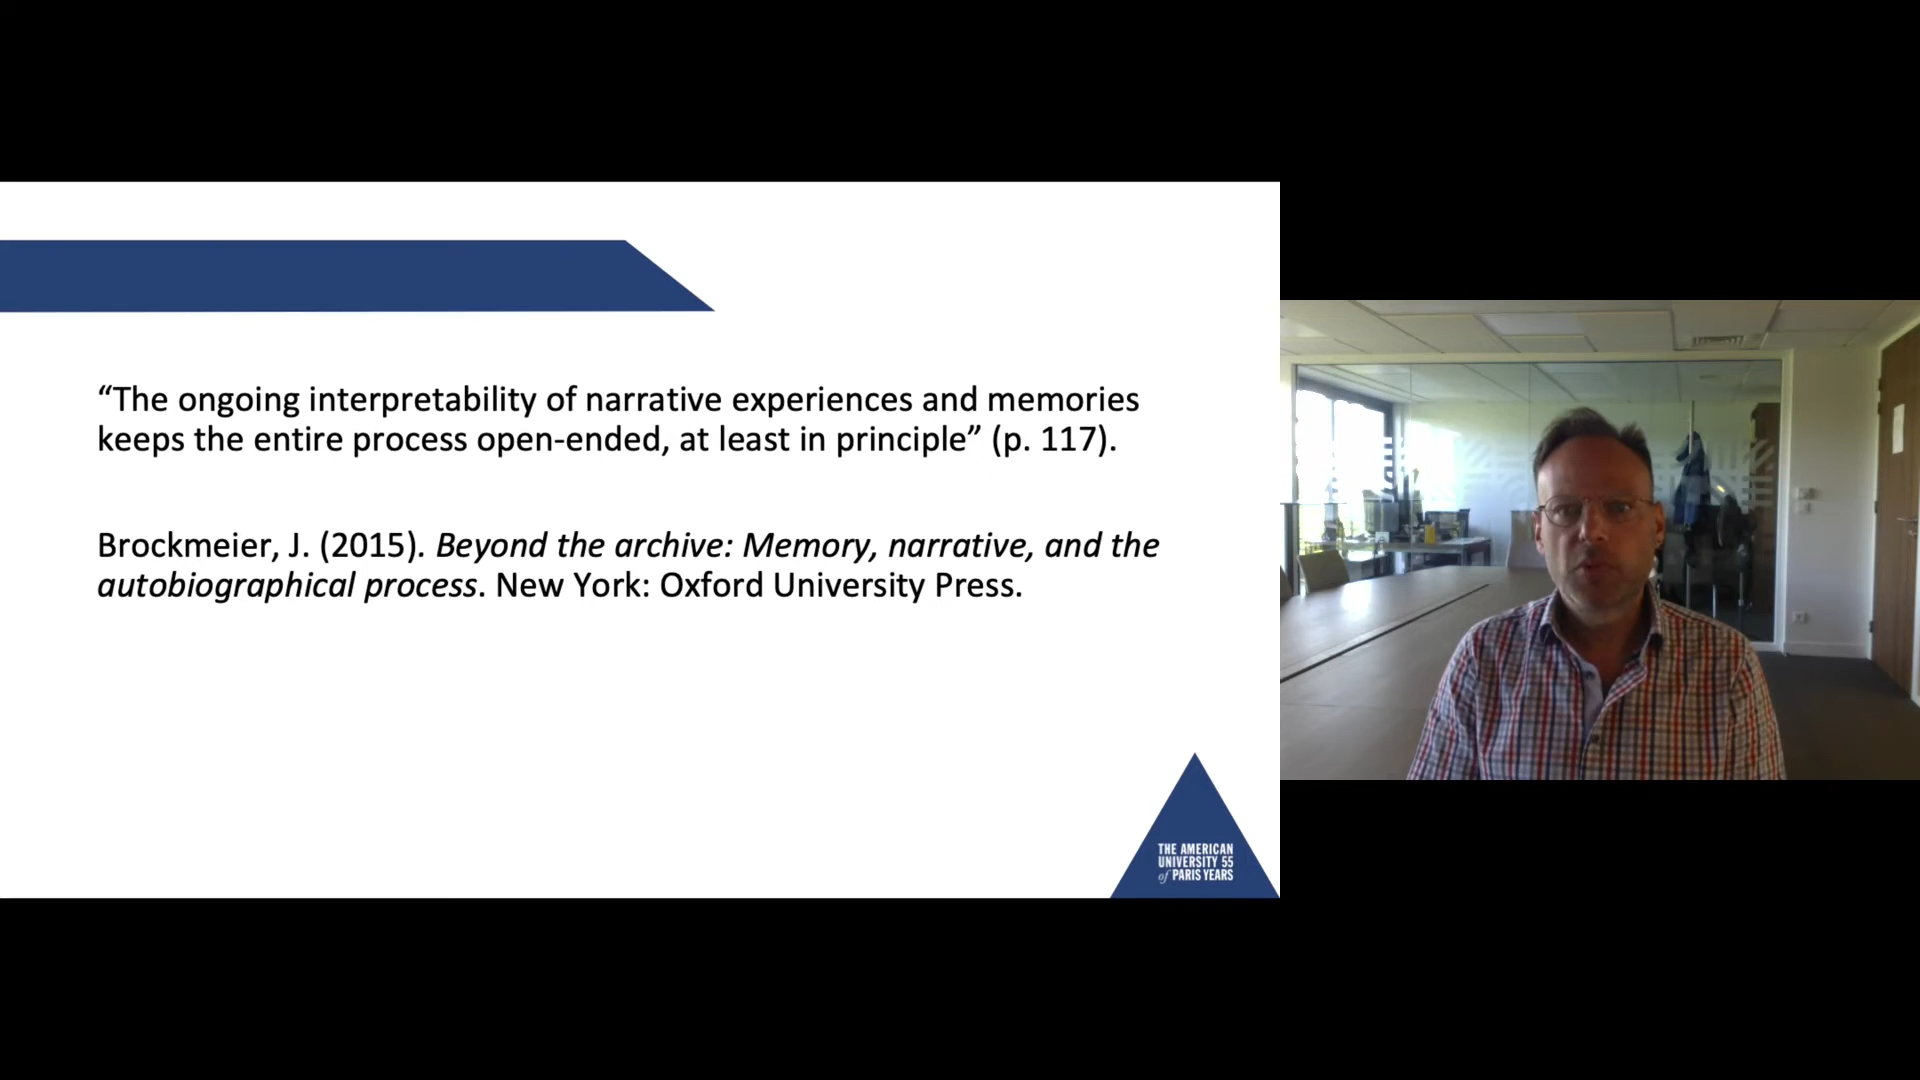 “The ongoing interpretability of narrative experiences and memories
keeps the entire process open-ended, at least in principle” (p. 117).
Brockmeier, J. (2015). Beyond the archive: Memory, narrative, and the
autobiographical process. New York: Oxford University Press.
THE AMERICAN
UNIVERSITY 55
of PARIS YEARS